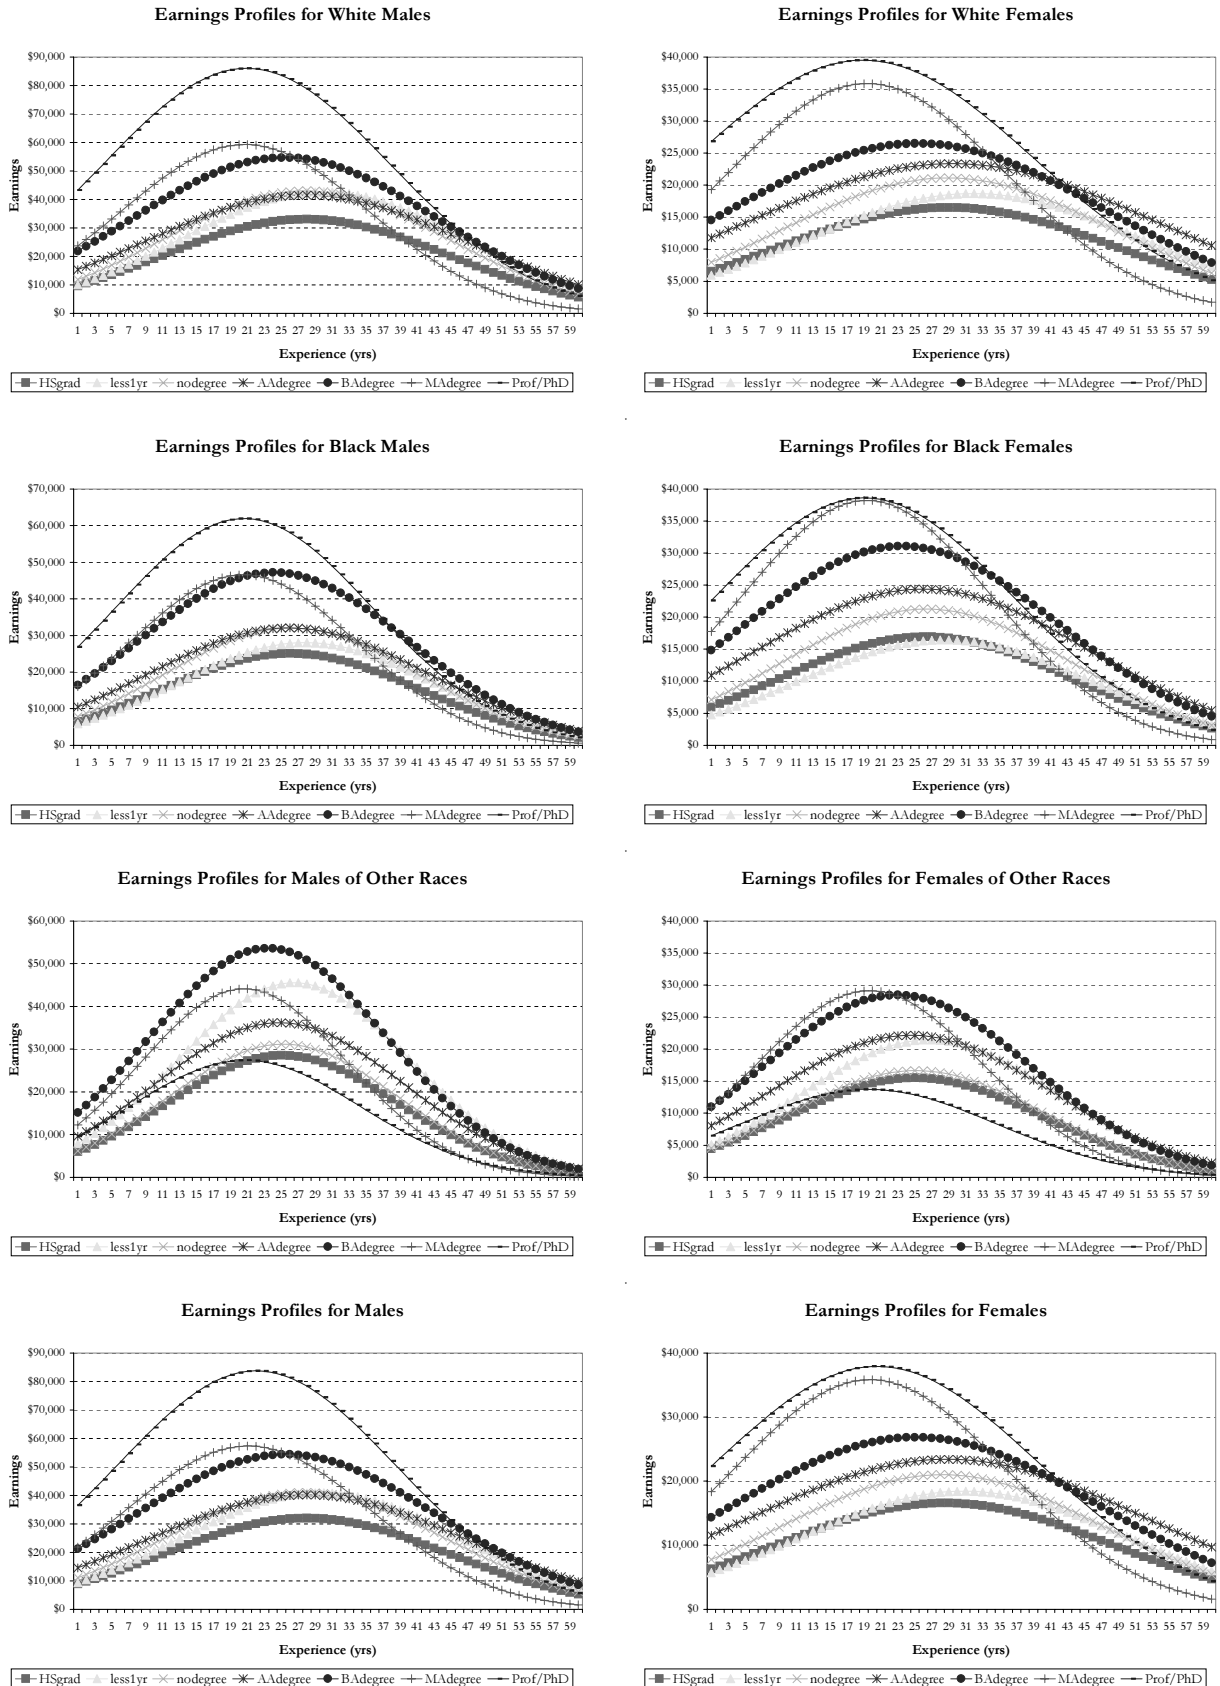 Earnings Profiles for White Males
$90,000
$80,000
$70,000
$60,000
$50,000
$40,000
$30,000
$20,000
$10,000
$0
Earnings
1 3 5 7 9 11 13 15 17 19 21 23 25 27 29 31 33 35 37 39 41 43 45 47 49 51 53 55 57 59
Experience (yrs)
HSgrad less1yr nodegree AAdegree BAdegree MAdegree Prof/PhD
Earnings Profiles for White Females
$40,000
$35,000
$30,000
$25,000
$20,000
$15,000
$10,000
$5,000
$0
Earnings
1 3 5 7 9 11 13 15 17 19 21 23 25 27 29 31 33 35 37 39 41 43 45 47 49 51 53 55 57 59
Experience (yrs)
HSgrad less1yr nodegree AAdegree BAdegree MAdegree Prof/PhD
Earnings Profiles for Black Males
$70,000
$60,000
$50,000
$40,000
$30,000
$20,000
$10,000
$0
Earnings
1 3 5 7 9 11 13 15 17 19 21 23 25 27 29 31 33 35 37 39 41 43 45 47 49 51 53 55 57 59
Experience (yrs)
HSgrad less1yr nodegree AAdegree BAdegree MAdegree Prof/PhD
Earnings Profiles for Black Females
$40,000
$35,000
$30,000
$25,000
$20,000
$15,000
$10,000
$5,000
$0
Earnings
1 3 5 7 9 11 13 15 17 19 21 23 25 27 29 31 33 35 37 39 41 43 45 47 49 51 53 55 57 59
Experience (yrs)
HSgrad less1yr nodegree AAdegree BAdegree MAdegree Prof/PhD
Earnings Profiles for Males of Other Races
$60,000
$50,000
$40,000
$30,000
$20,000
$10,000
$0
Earnings
1 3 5 7 9 11 13 15 17 19 21 23 25 27 29 31 33 35 37 39 41 43 45 47 49 51 53 55 57 59
Experience (yrs)
HSgrad less1yr nodegree AAdegree BAdegree MAdegree Prof/PhD
Earnings Profiles for Females of Other Races
$40,000
$35,000
$30,000
$25,000
$20,000
$15,000
$10,000
$5,000
$0
Earnings
1 3 5 7 9 11 13 15 17 19 21 23 25 27 29 31 33 35 37 39 41 43 45 47 49 51 53 55 57 59
Experience (yrs)
HSgrad less1yr nodegree AAdegree BAdegree MAdegree Prof/PhD
Earnings Profiles for Males
$90,000
$80,000
$70,000
$60,000
$50,000
$40,000
$30,000
$20,000
$10,000
$0
Earnings
1 3 5 7 9 11 13 15 17 19 21 23 25 27 29 31 33 35 37 39 41 43 45 47 49 51 53 55 57 59
Experience (yrs)
HSgrad less1yr nodegree AAdegree BAdegree MAdegree Prof/PhD
Earnings Profiles for Females
$40,000
$30,000
$20,000
$10,000
$0
Earnings
1 3 5 7 9 11 13 15 17 19 21 23 25 27 29 31 33 35 37 39 41 43 45 47 49 51 53 55 57 59
Experience (yrs)
HSgrad less1yr nodegree AAdegree BAdegree MAdegree Prof/PhD